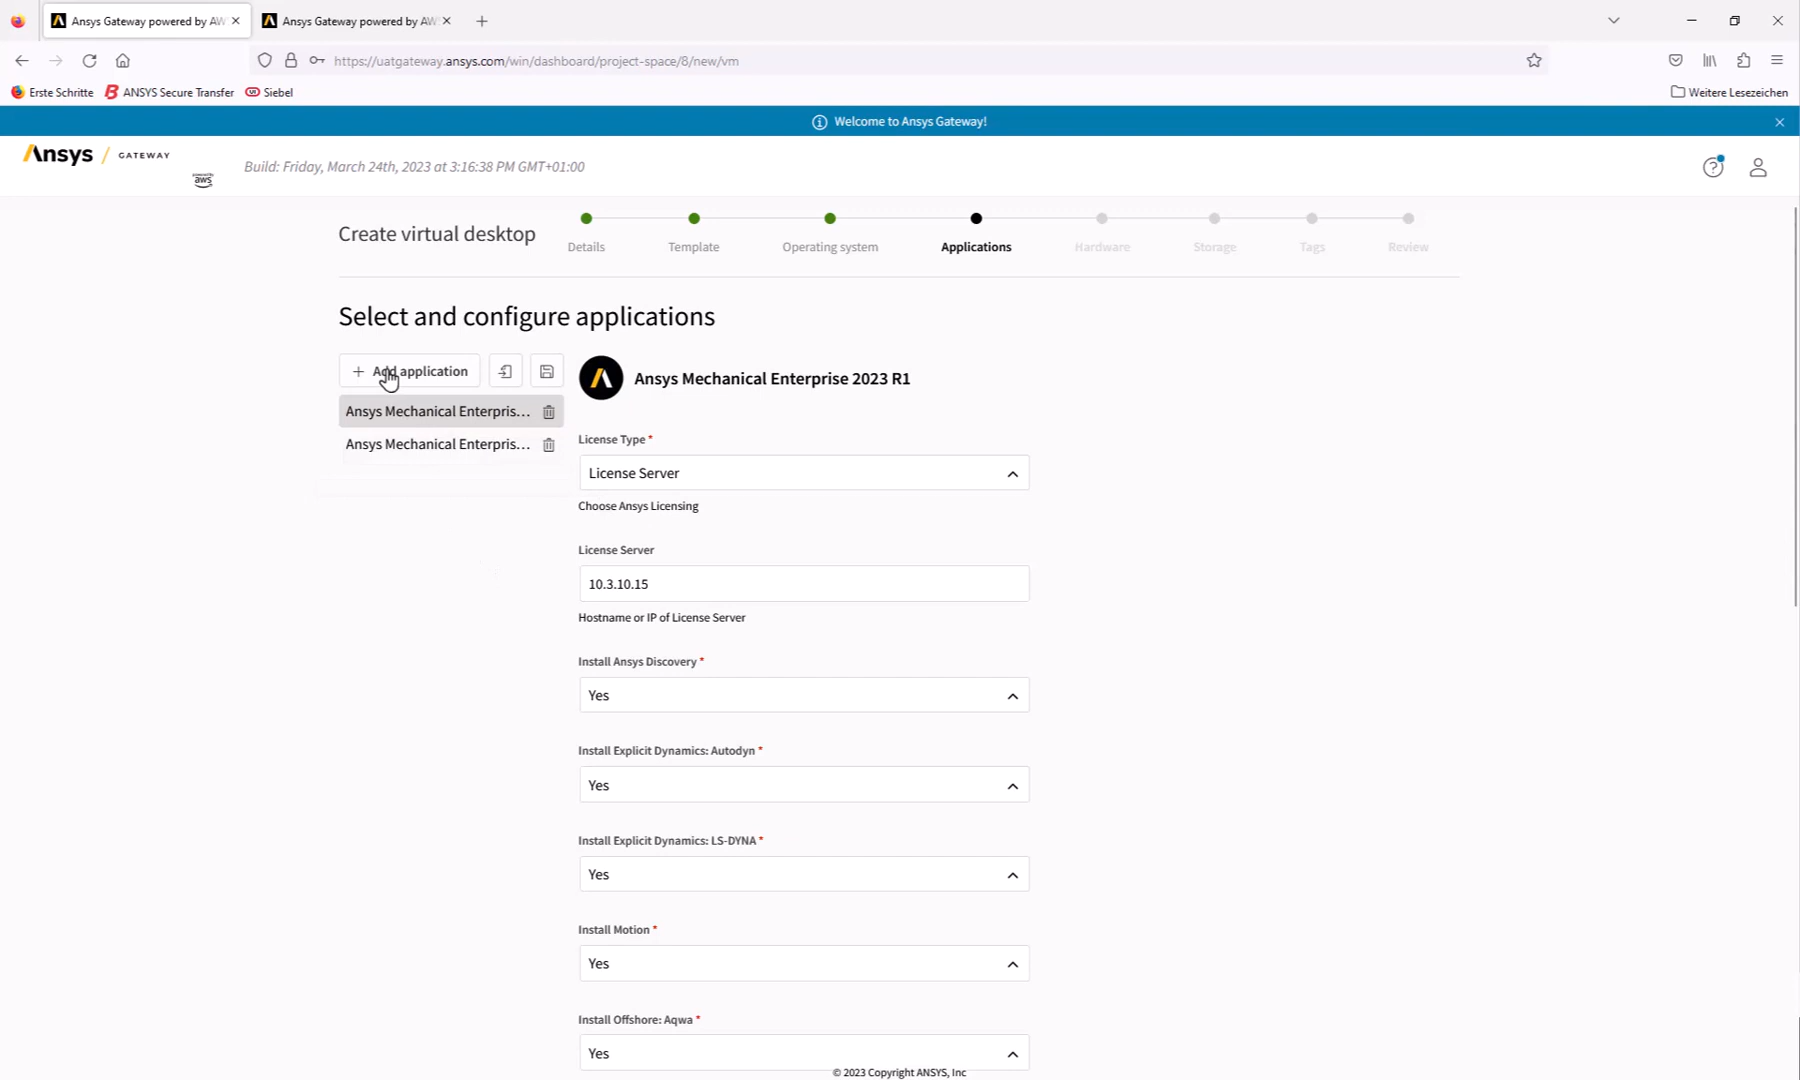 Ansys Gateway powered by AW
Ansys Gateway powered by AW
https://uatgateway.ansys.com/win/dashboard/project-space/8/new/vm
Erste Schritte
ANSYS Secure Transfer
Siebel
Weitere Lesezeichen
Welcome to Ansys Gateway!
Ansys / GATEWAY
powered by
aws
Build: Friday, March 24th, 2023 at 3:16:38 PM GMT+01:00
Create virtual desktop
Details
Template
Operating system
Applications
Hardware
Storage
Tags
Review
Select and configure applications
+ Add application
Ansys Mechanical Enterpris...
Ansys Mechanical Enterpris...
Ansys Mechanical Enterprise 2023 R1
License Type *
License Server
Choose Ansys Licensing
License Server
10.3.10.15
Hostname or IP of License Server
Install Ansys Discovery *
Yes
Install Explicit Dynamics: Autodyn *
Yes
Install Explicit Dynamics: LS-DYNA *
Yes
Install Motion *
Yes
Install Offshore: Aqwa *
Yes
© 2023 Copyright ANSYS, Inc